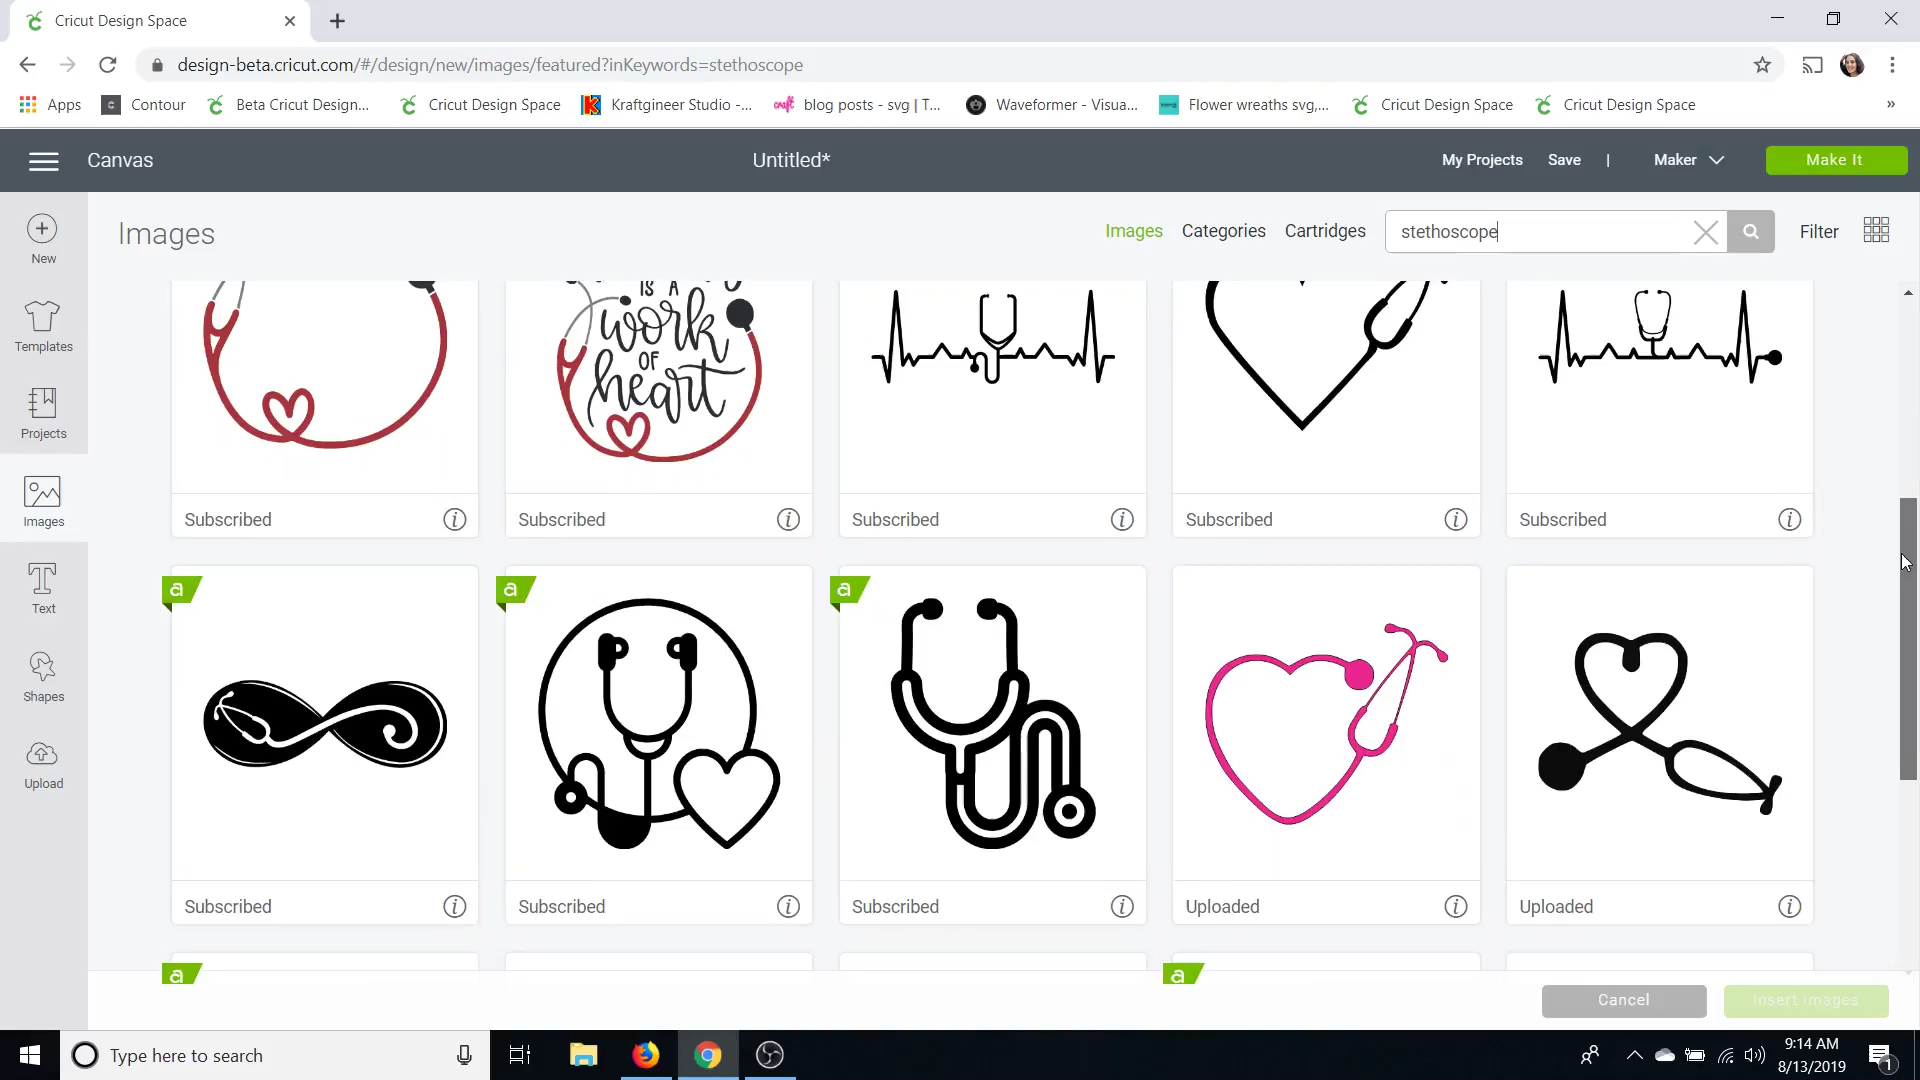 Cricut Design Space
design-beta.cricut.com/#/design/new/images/featured?inKeywords=stethoscope
Apps
Contour
Beta Cricut Design...
Cricut Design Space
Kraftgineer Studio -...
blog posts - svg | T...
Waveformer - Visua...
Flower wreaths svg,...
Cricut Design Space
Cricut Design Space
»
Canvas
Untitled*
My Projects
Save
|
Maker
Make It
New
Templates
Projects
Images
Text
Shapes
Upload
Images
Images
Categories
Cartridges
stethoscope
Filter
IS A
work
OF
heart
Subscribed
Subscribed
Subscribed
Subscribed
Subscribed
a
a
a
Subscribed
Subscribed
Subscribed
Uploaded
Uploaded
a
a
Cancel
Insert Images
Type here to search
9:14 AM
8/13/2019
1